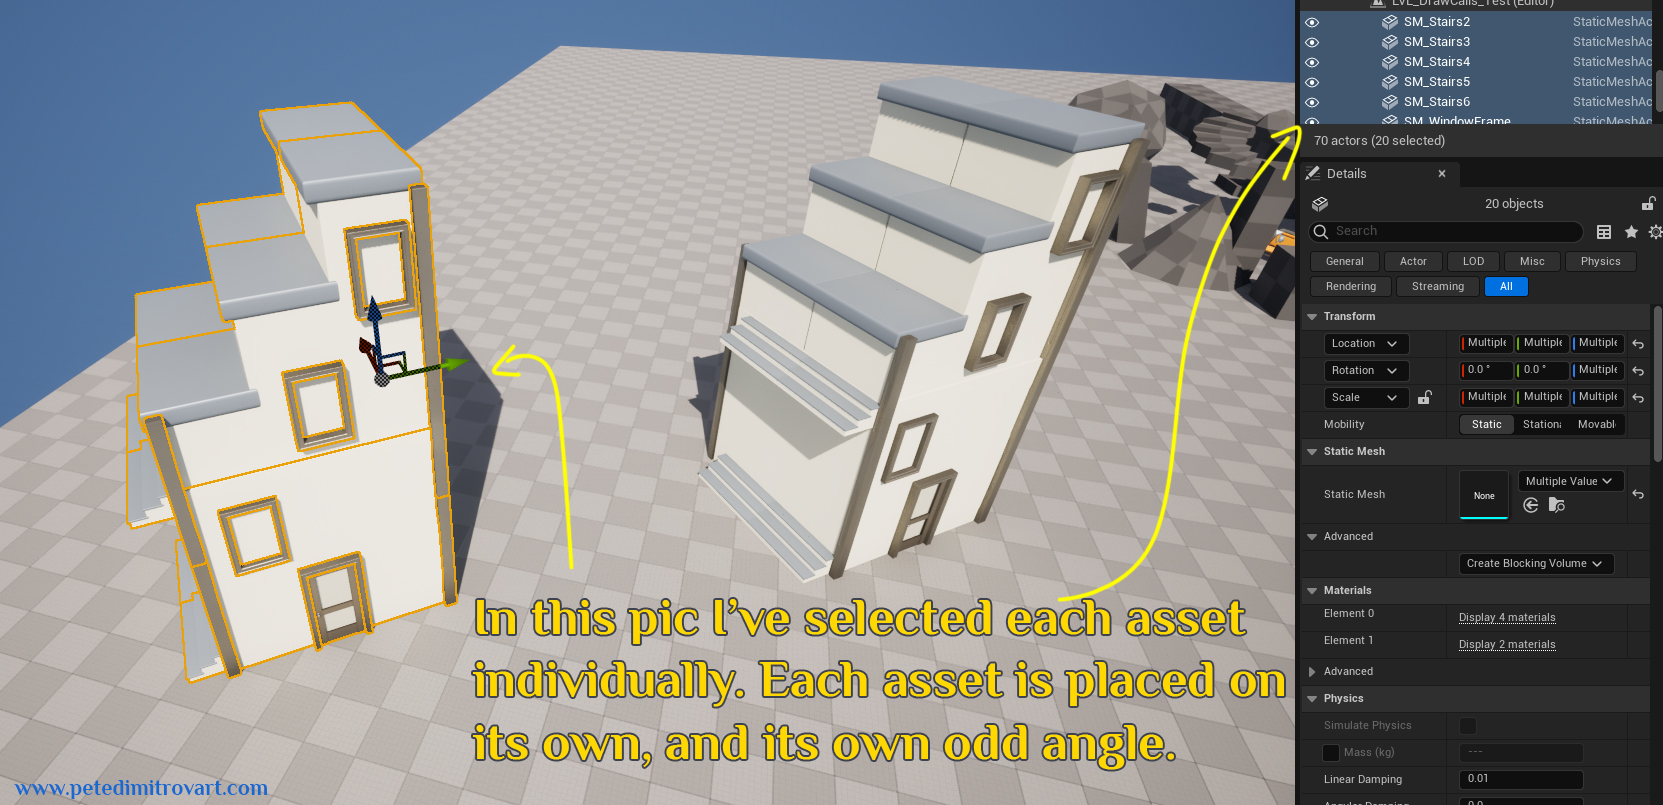 LVL_DrawCalls_Test (Editor)
SM_Stairs2 StaticMeshAc
SM_Stairs3 StaticMeshAc
SM_Stairs4 StaticMeshAc
SM_Stairs5 StaticMeshAc
SM_Stairs6 StaticMeshAc
SM_WindowFrame StaticMeshAc
70 actors (20 selected)
Details
20 objects
Search
General Actor LOD Misc Physics
Rendering Streaming All
Transform
Location Multiple Multiple Multiple
Rotation 0.0 ° 0.0 ° Multiple
Scale Multiple Multiple Multiple
Mobility Static Station Movabl
Static Mesh
Static Mesh None Multiple Value
Advanced
Create Blocking Volume
Materials
Element 0 Display 4 materials
Element 1 Display 2 materials
Advanced
Physics
Simulate Physics
Mass (kg) ---
Linear Damping 0.01
In this pic I've selected each asset
individually. Each asset is placed on
its own, and its own odd angle.
www.petedimitrovart.com